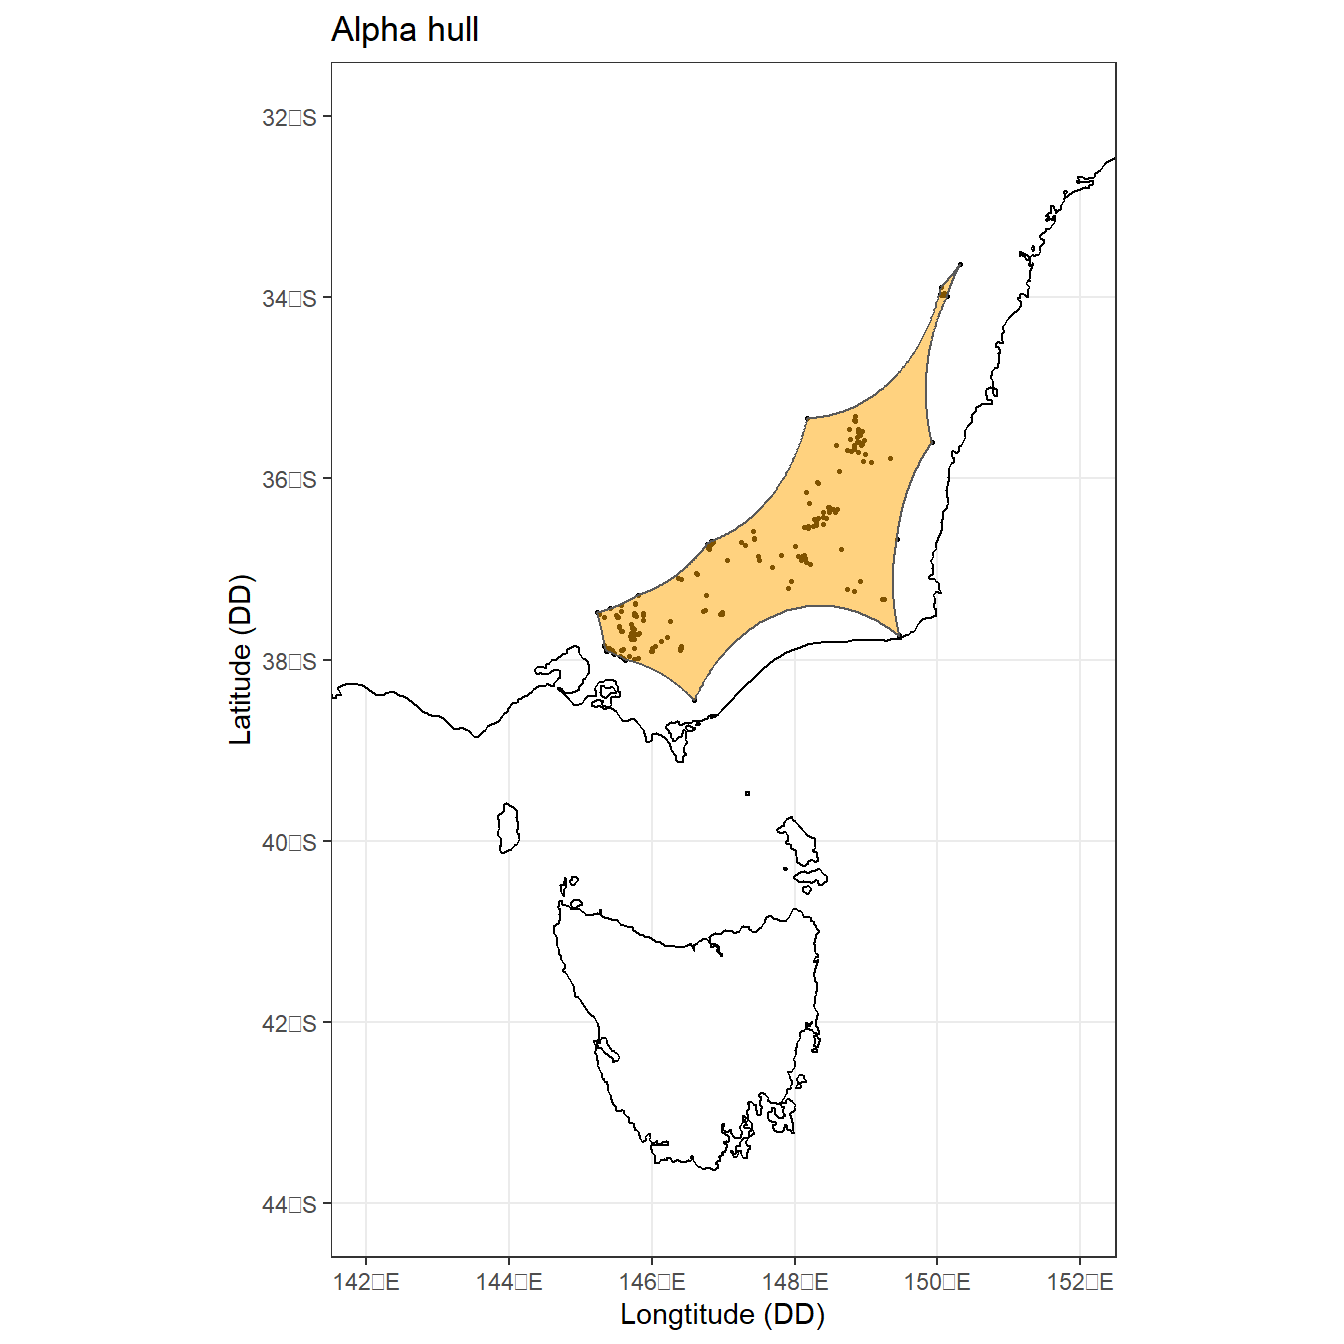 Alpha hull
32▯S
34▯S
36▯S
38▯S
40▯S
42▯S
44▯S
Latitude (DD)
142▯E 144▯E 146▯E 148▯E 150▯E 152▯E
Longtitude (DD)